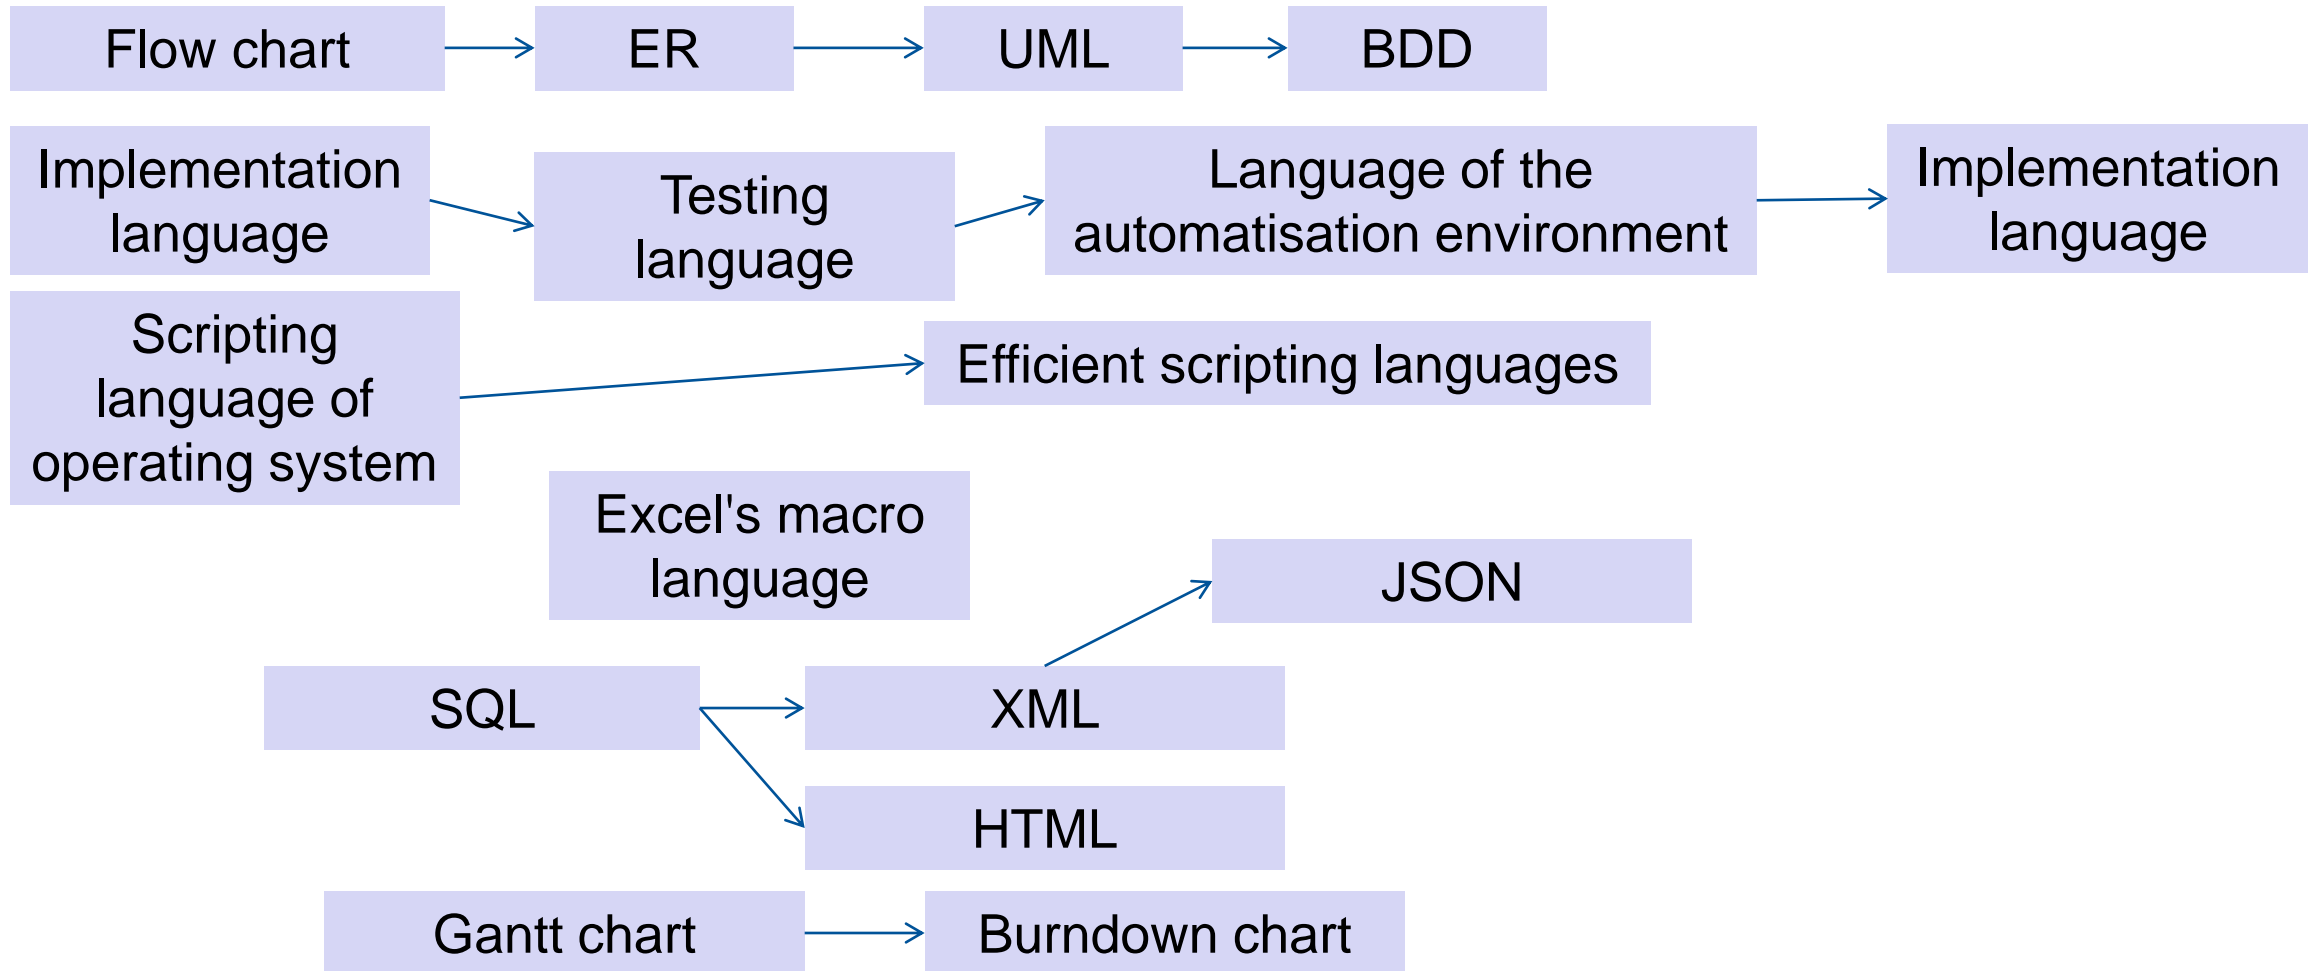 Flow chart
ER
UML
BDD
Implementation
language
Testing
language
Language of the
automatisation environment
Implementation
language
Scripting
language of
operating system
Efficient scripting languages
Excel's macro
language
JSON
SQL
XML
HTML
Gantt chart
Burndown chart